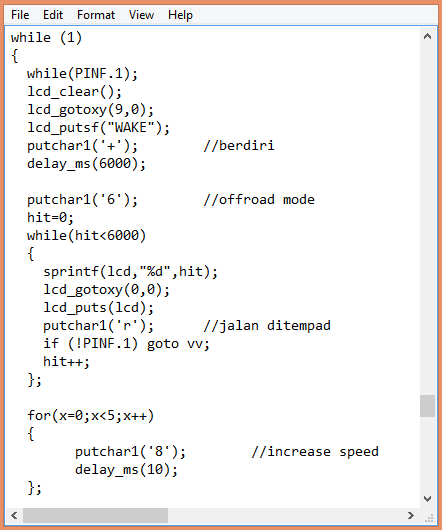 File Edit Format View Help
while (1)
{
  while(PINF.1);
  lcd_clear();
  lcd_gotoxy(9,0);
  lcd_putsf("WAKE");
  putchar1('+');        //berdiri
  delay_ms(6000);

  putchar1('6');        //offroad mode
  hit=0;
  while(hit<6000)
  {
    sprintf(lcd,"%d",hit);
    lcd_gotoxy(0,0);
    lcd_puts(lcd);
    putchar1('r');      //jalan ditempad
    if (!PINF.1) goto vv;
    hit++;
  };

  for(x=0;x<5;x++)
  {
        putchar1('8');        //increase speed
        delay_ms(10);
  };